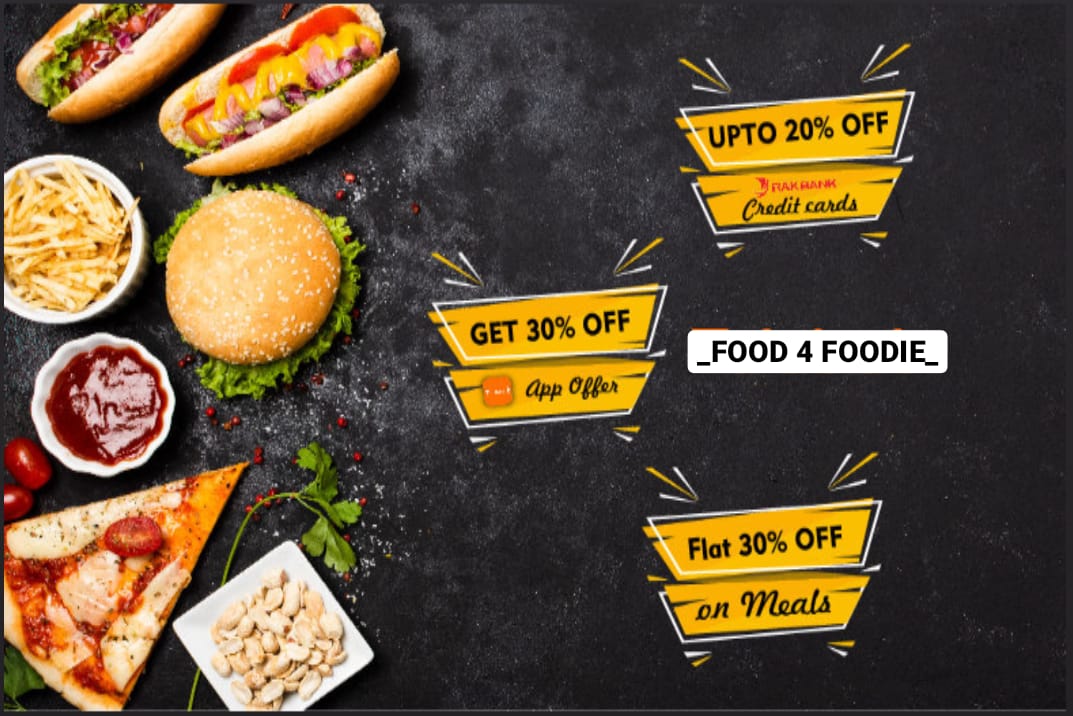 UPTO 20% OFF
RAKBANK
Credit cards
GET 30% OFF
App Offer
_FOOD 4 FOODIE_
Flat 30% OFF
on Meals